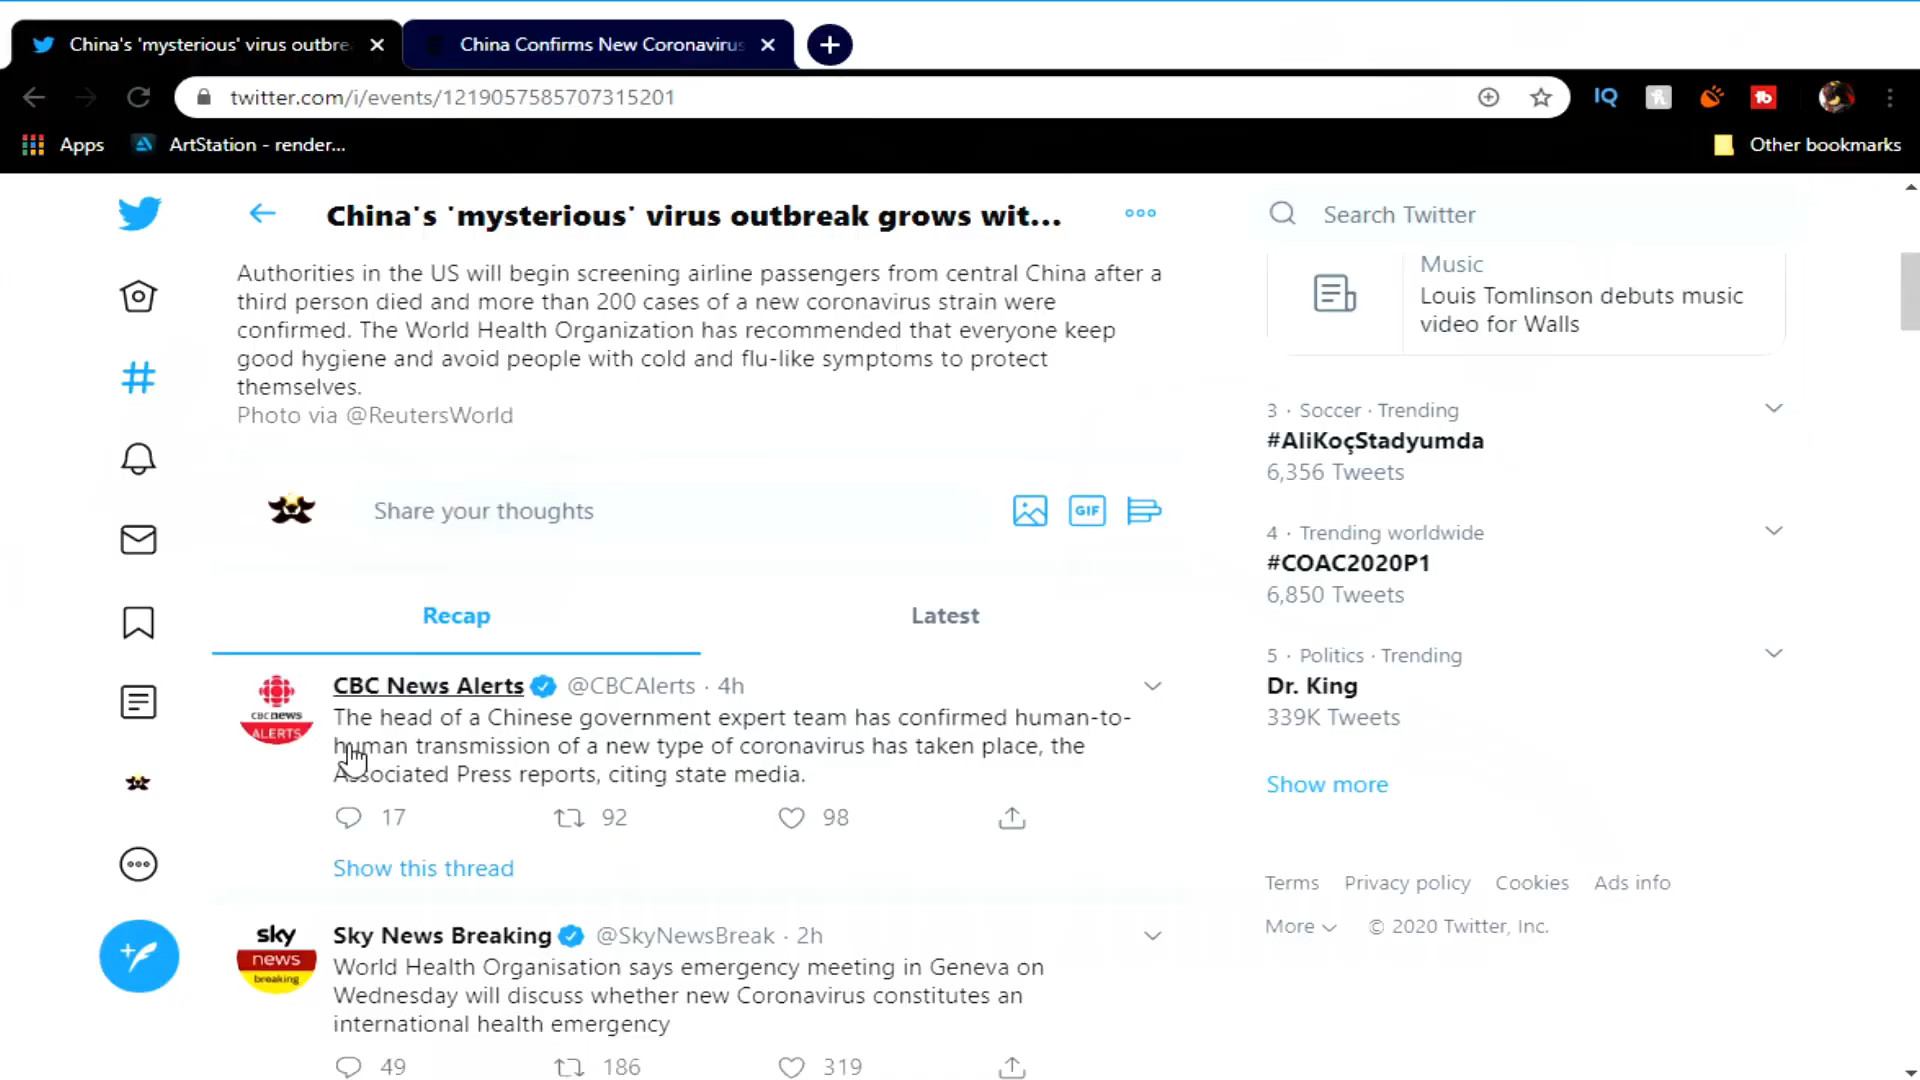 China's 'mysterious' virus outbre
China Confirms New Coronavirus
twitter.com/i/events/1219057585707315201
IQ
Apps
ArtStation - render...
Other bookmarks
China's 'mysterious' virus outbreak grows wit...
Search Twitter
Authorities in the US will begin screening airline passengers from central China after a
third person died and more than 200 cases of a new coronavirus strain were
confirmed. The World Health Organization has recommended that everyone keep
good hygiene and avoid people with cold and flu-like symptoms to protect
themselves.
Photo via @ReutersWorld
Share your thoughts
GIF
Recap
Latest
CBC News Alerts @CBCAlerts · 4h
CBC NEWS
ALERTS
The head of a Chinese government expert team has confirmed human-to-
human transmission of a new type of coronavirus has taken place, the
Associated Press reports, citing state media.
17
92
98
Show this thread
Sky News Breaking @SkyNewsBreak · 2h
sky
news
breaking
World Health Organisation says emergency meeting in Geneva on
Wednesday will discuss whether new Coronavirus constitutes an
international health emergency
49
186
319
Music
Louis Tomlinson debuts music
video for Walls
3 · Soccer · Trending
#AliKoçStadyumda
6,356 Tweets
4 · Trending worldwide
#COAC2020P1
6,850 Tweets
5 · Politics · Trending
Dr. King
339K Tweets
Show more
Terms Privacy policy Cookies Ads info
More © 2020 Twitter, Inc.